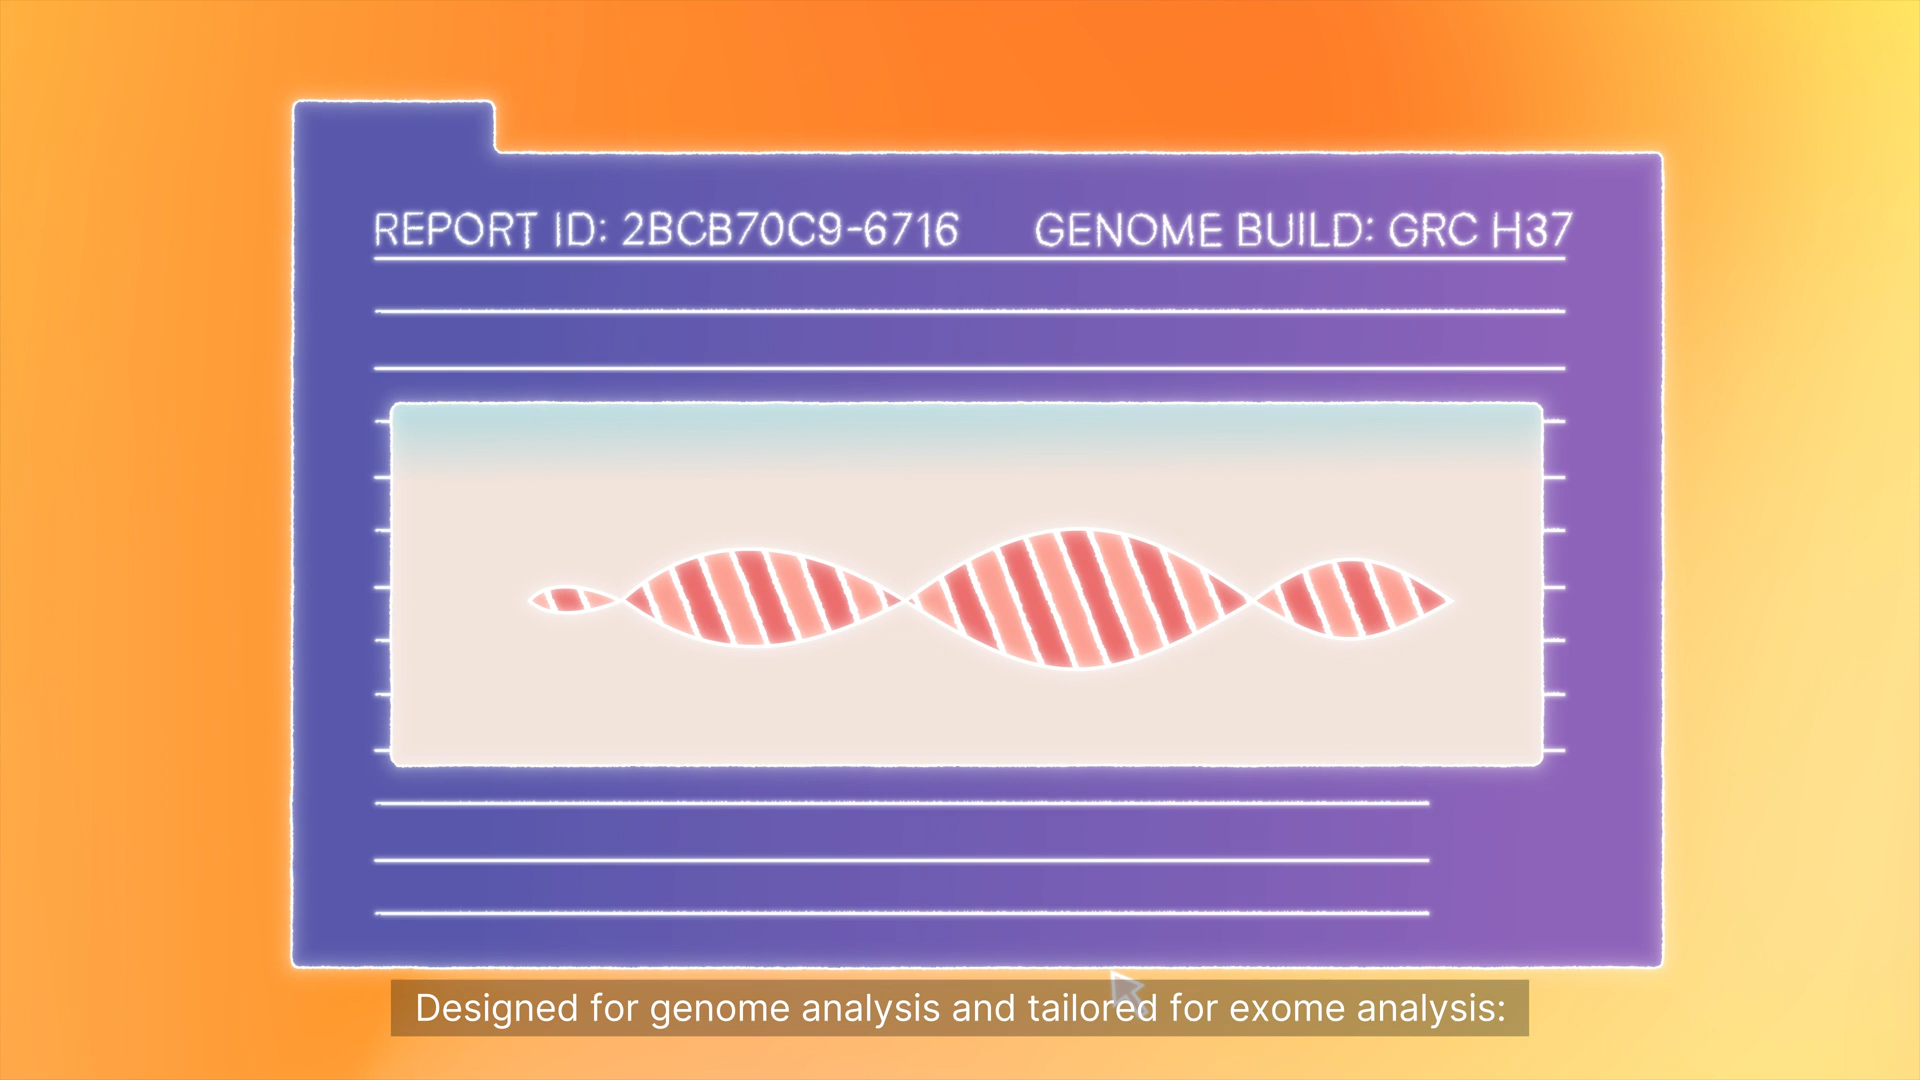 REPORT ID: 2BCB70C9-6716 GENOME BUILD: GRC H37
Designed for genome analysis and tailored for exome analysis: